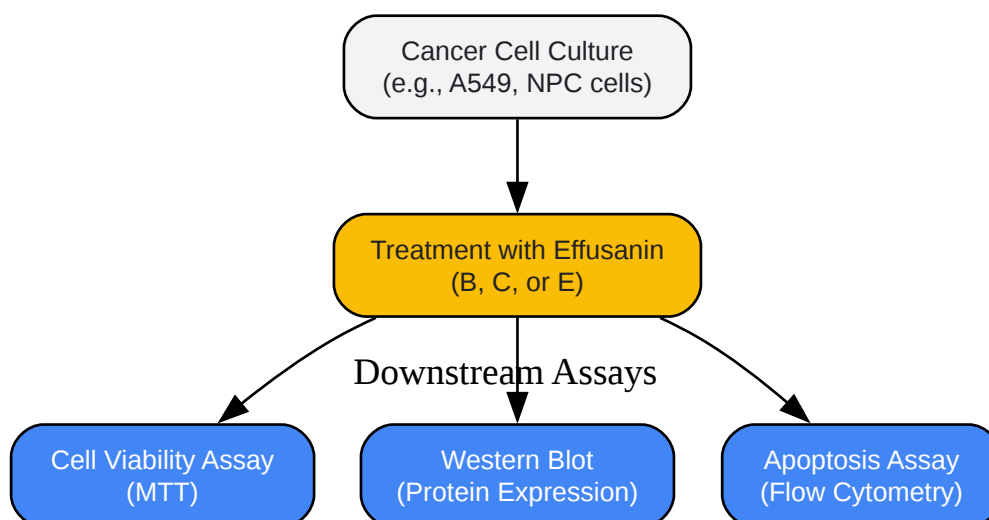 Cancer Cell Culture
(e.g., A549, NPC cells)
Treatment with Effusanin
(B, C, or E)
Downstream Assays
Cell Viability Assay
(MTT)
Western Blot
(Protein Expression)
Apoptosis Assay
(Flow Cytometry)